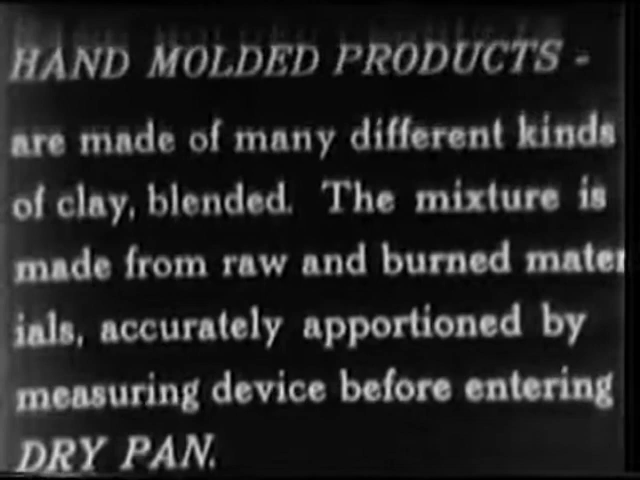 HAND MOLDED PRODUCTS -
are made of many different kinds
of clay, blended. The mixture is
made from raw and burned mater
ials, accurately apportioned by
measuring device before entering
DRY PAN.